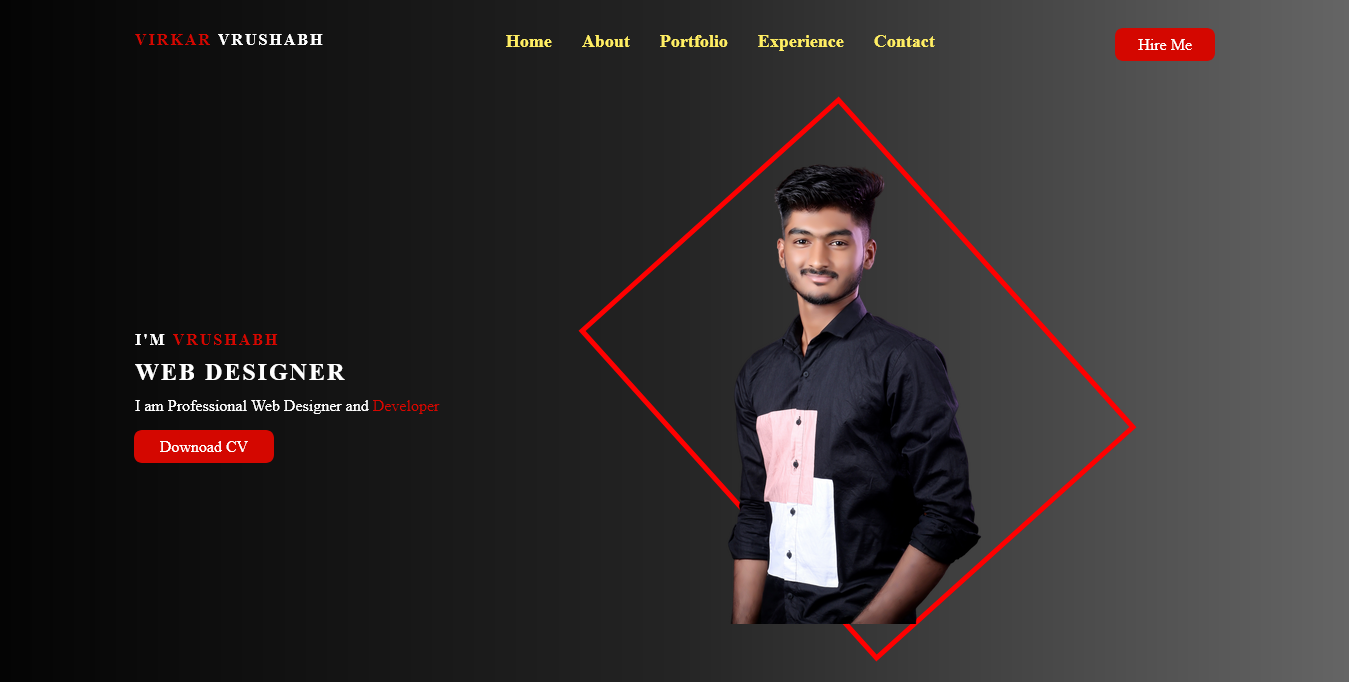 VIRKAR VRUSHABH
Home About Portfolio Experience Contact
Hire Me
I'M VRUSHABH
WEB DESIGNER
I am Professional Web Designer and Developer
Downoad CV